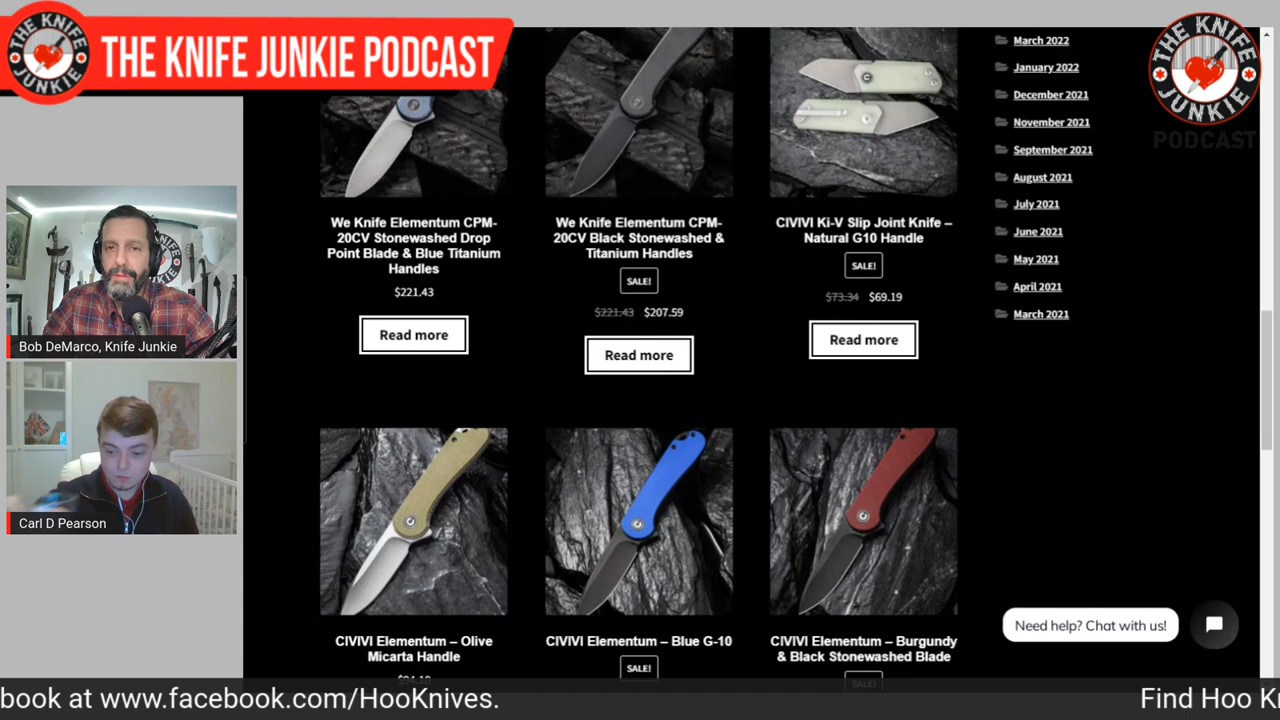 THE KNIFE JUNKIE
THE KNIFE JUNKIE PODCAST
THE KNIFE
JUNKIE
PODCAST
March 2022
January 2022
December 2021
November 2021
September 2021
August 2021
July 2021
June 2021
May 2021
April 2021
March 2021
We Knife Elementum CPM-
20CV Stonewashed Drop
Point Blade & Blue Titanium
Handles
$221.43
Read more
We Knife Elementum CPM-
20CV Black Stonewashed &
Titanium Handles
SALE!
$221.43 $207.59
Read more
CIVIVI Ki-V Slip Joint Knife –
Natural G10 Handle
SALE!
$73.34 $69.19
Read more
Bob DeMarco, Knife Junkie
Carl D Pearson
CIVIVI Elementum – Olive
Micarta Handle
CIVIVI Elementum – Blue G-10
SALE!
CIVIVI Elementum – Burgundy
& Black Stonewashed Blade
SALE!
Need help? Chat with us!
book at www.facebook.com/HooKnives.
Find Hoo K